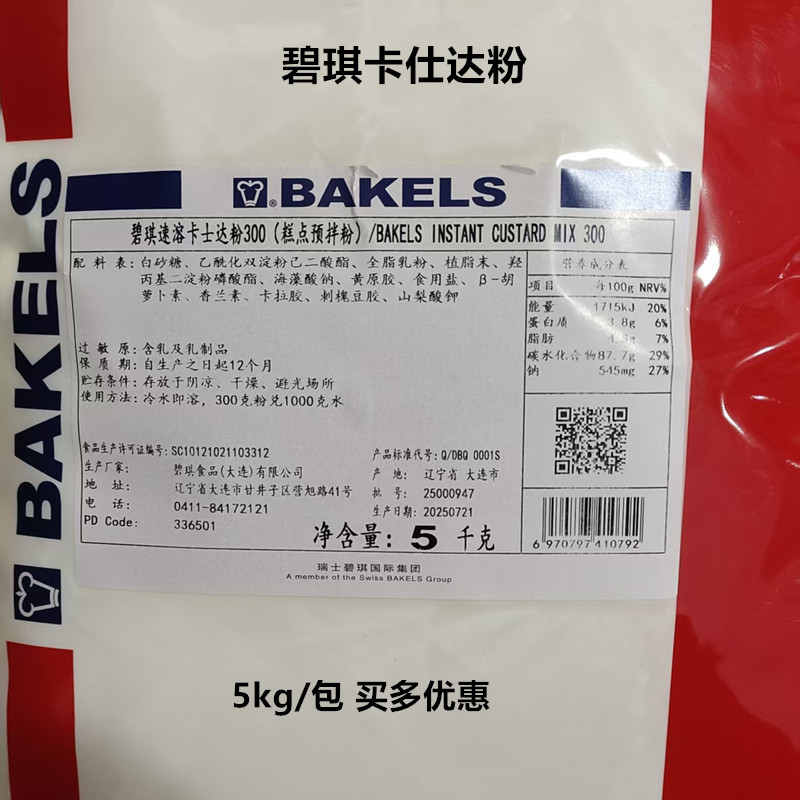 碧琪卡仕达粉
BAKELS
BAKELS
碧琪速溶卡士达粉300（糕点预拌粉）/BAKELS INSTANT CUSTARD MIX 300
配 料 表：白砂糖、乙酰化双淀粉己二酸酯、全脂乳粉、植脂末、羟
丙基二淀粉磷酸酯、海藻酸钠、黄原胶、食用盐、β-胡
萝卜素、香兰素、卡拉胶、刺槐豆胶、山梨酸钾
营养成分表
项目 每100g NRV%
能量 1715kJ 20%
蛋白质 3.8g 6%
脂肪 7%
碳水化合物87.7g 29%
钠 545mg 27%
过 敏 原：含乳及乳制品
保 质 期：自生产之日起12个月
贮存条件：存放于阴凉、干燥、避光场所
使用方法：冷水即溶，300克粉兑1000克水
食品生产许可证编号：SC10121021103312
生产厂家： 碧琪食品(大连)有限公司
地 址： 辽宁省大连市甘井子区营旭路41号
电 话： 0411-84172121
PD Code: 336501
产品标准代号：Q/DBQ 0001S
产 地： 辽宁省 大连市
批 号： 25000947
生产日期：20250721
净含量：5 千克
6 970797 410792
瑞士碧琪国际集团
A member of the Swiss BAKELS Group
5kg/包 买多优惠